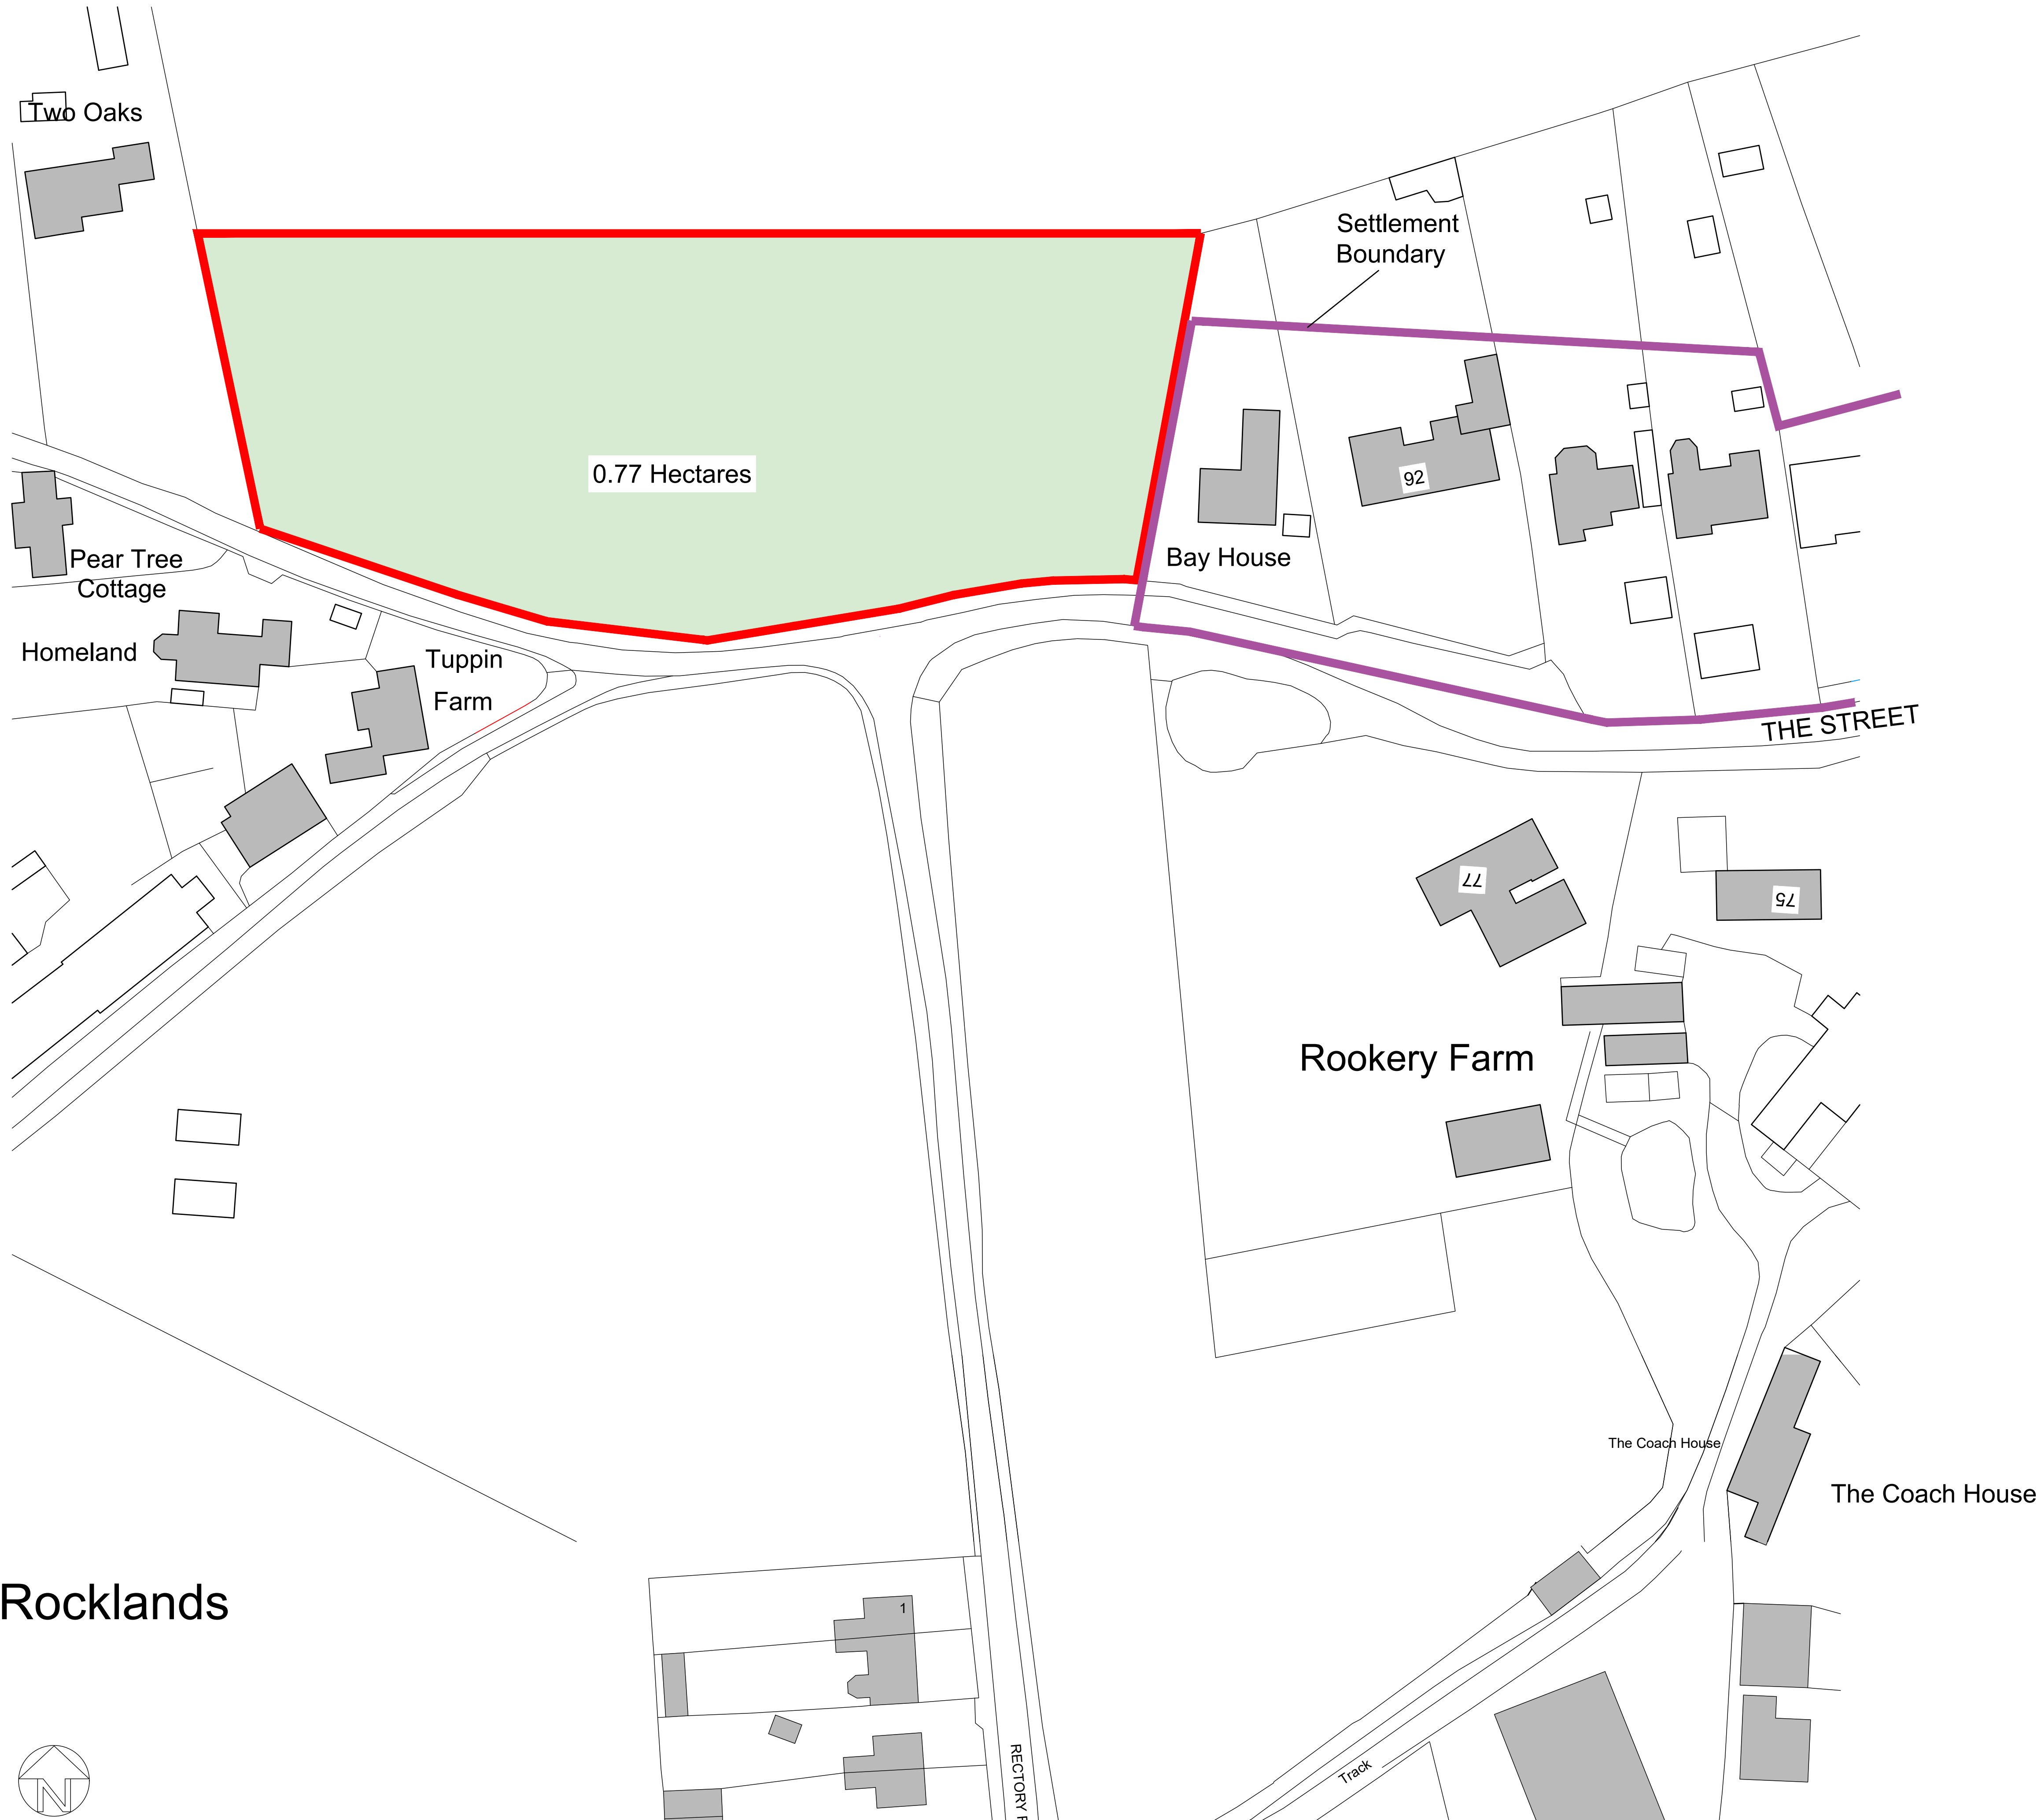 Two Oaks
Settlement
Boundary
0.77 Hectares
92
Pear Tree
Cottage
Bay House
Homeland
Tuppin
Farm
THE STREET
77
75
Rookery Farm
The Coach House
The Coach House
Rocklands
1
RECTORY
Track
N